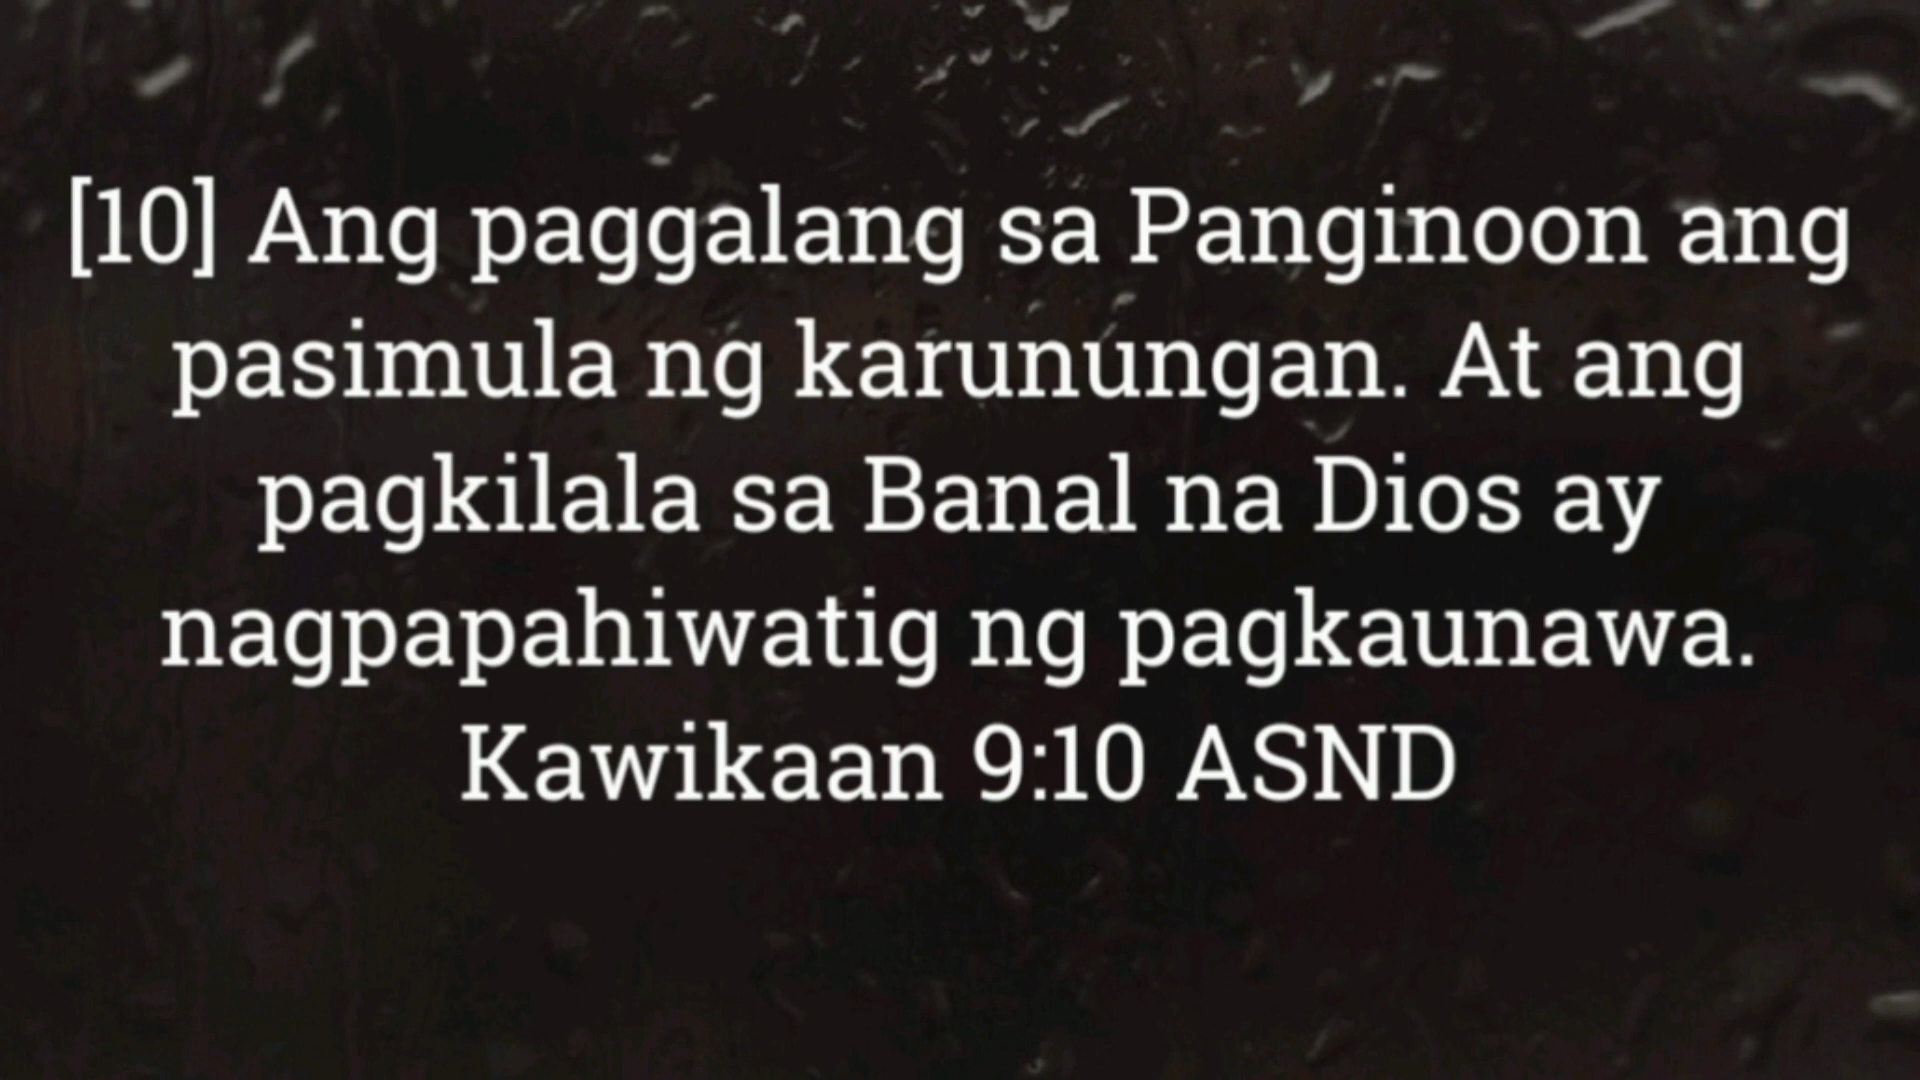 [10] Ang paggalang sa Panginoon ang
pasimula ng karunungan. At ang
pagkilala sa Banal na Dios ay
nagpapahiwatig ng pagkaunawa.
Kawikaan 9:10 ASND